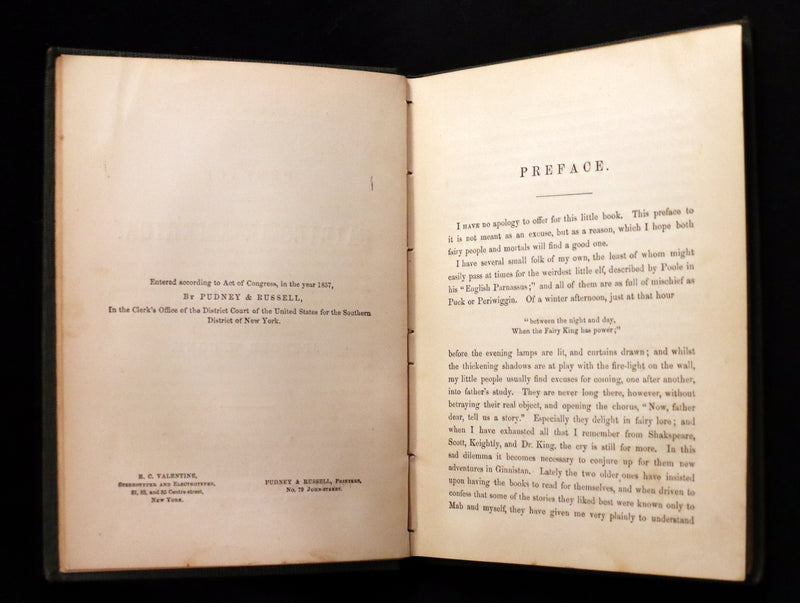 Entered according to Act of Congress, in the year 1857,
By PUDNEY & RUSSELL,
In the Clerk's Office of the District Court of the United States for the Southern
District of New York.
R. C. VALENTINE,
Stereotyper and Electrotyper,
81, 83, and 85 Centre-street,
New York.
PUDNEY & RUSSELL, Printers,
No. 79 John-street.
PREFACE.
I have no apology to offer for this little book. This preface to
it is not meant as an excuse, but as a reason, which I hope both
fairy people and mortals will find a good one.
I have several small folk of my own, the least of whom might
easily pass at times for the weirdest little elf, described by Poole in
his "English Parnassus;" and all of them are as full of mischief as
Puck or Periwiggin. Of a winter afternoon, just at that hour
"between the night and day,
When the Fairy King has power;"
before the evening lamps are lit, and curtains drawn; and whilst
the thickening shadows are at play with the fire-light on the wall,
my little people usually find excuses for coming, one after another,
into father's study. They are never long there, however, without
betraying their real object, and opening the chorus, "Now, father
dear, tell us a story." Especially they delight in fairy lore; and
when I have exhausted all that I remember from Shakspeare,
Scott, Keightly, and Dr. King, the cry is still for more. In this
sad dilemma it becomes necessary to conjure up for them new
adventures in Ginnistan. Lately the two older ones have insisted
upon having the books to read for themselves, and when driven to
confess that some of the stories they liked best were known only to
Mab and myself, they have given me very plainly to understand